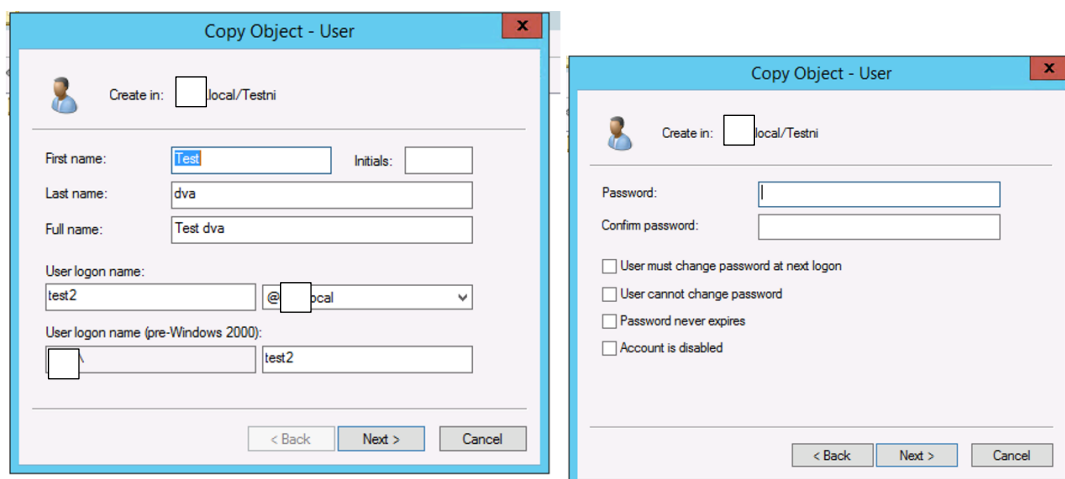 Copy Object - User
x
Create in: .local/Testni
First name: Test Initials:
Last name: dva
Full name: Test dva
User logon name:
test2 @ ocal
User logon name (pre-Windows 2000):
\ test2
< Back Next > Cancel
Copy Object - User
x
Create in: local/Testni
Password:
Confirm password:
User must change password at next logon
User cannot change password
Password never expires
Account is disabled
< Back Next > Cancel